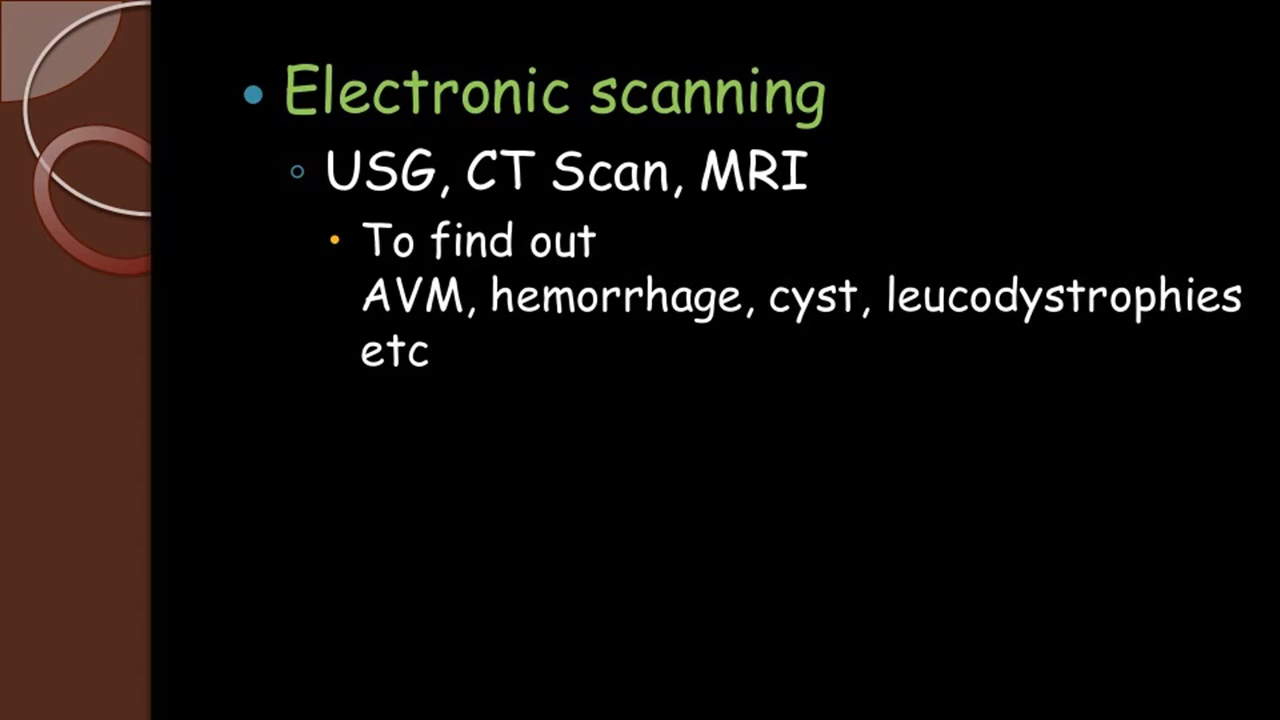 Electronic scanning
USG, CT Scan, MRI
To find out
AVM, hemorrhage, cyst, leucodystrophies
etc